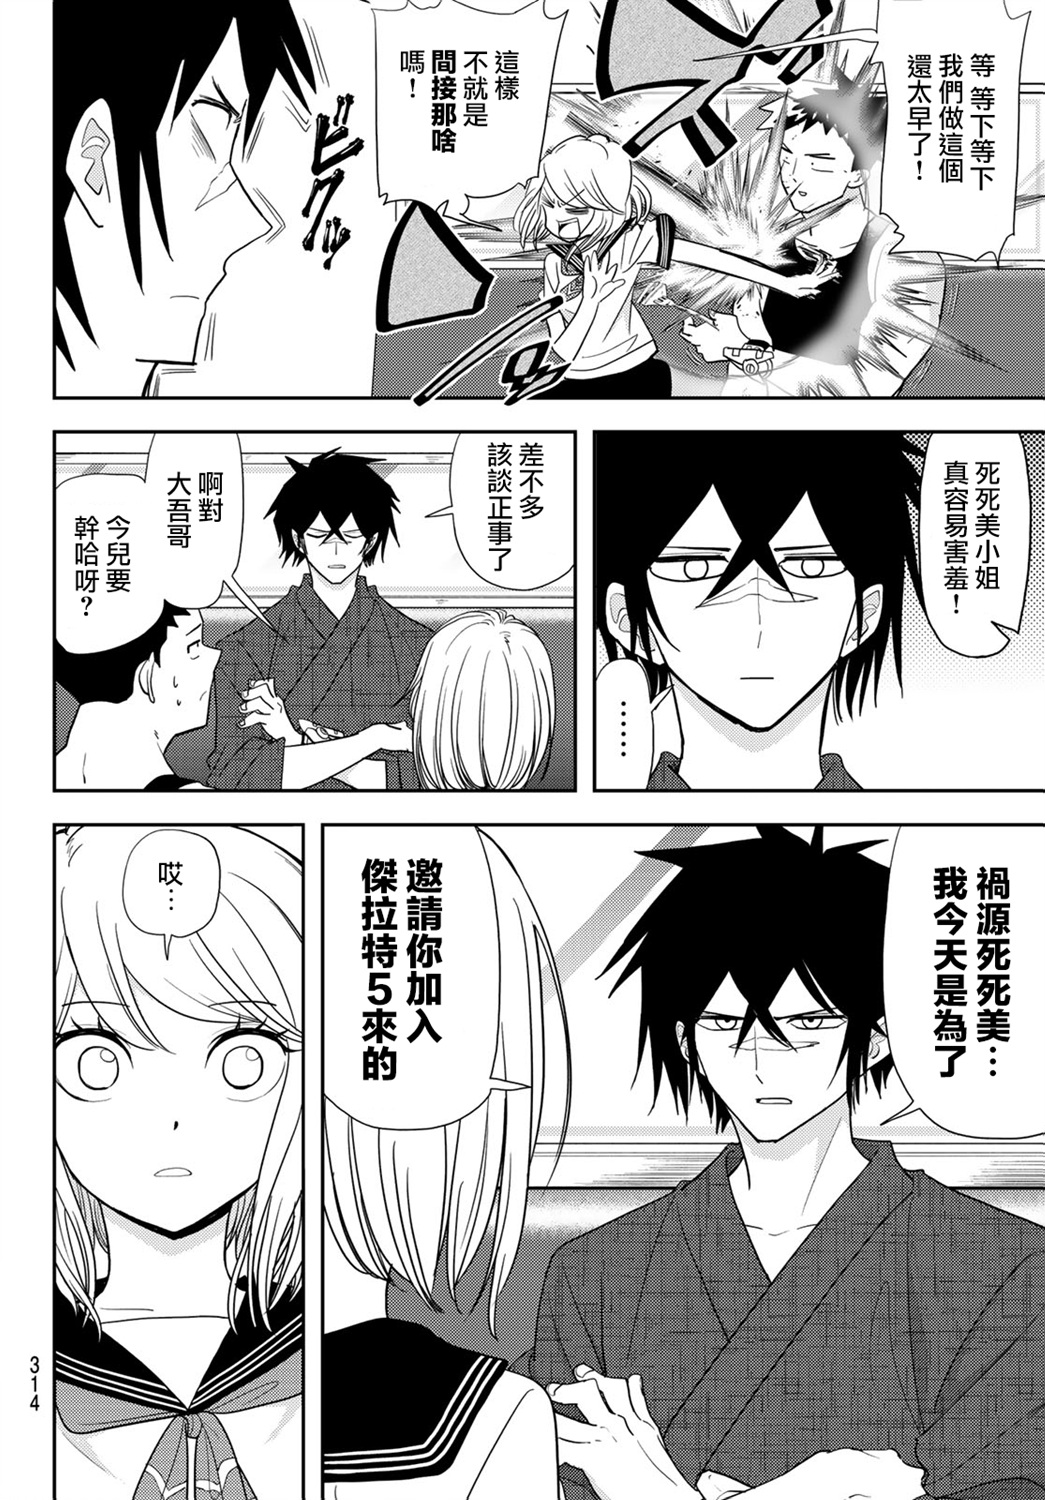 等 等下等下
我們做這個
還太早了！
這樣
不就是
間接那啥
嗎！
ビクッ
死死美小姐
真容易害羞！
……
差不多
該談正事了
啊對
大吾哥
今兒要
幹哈呀？
禍源死死美…
我今天是為了
邀請你加入
傑拉特5來的
哎…
314